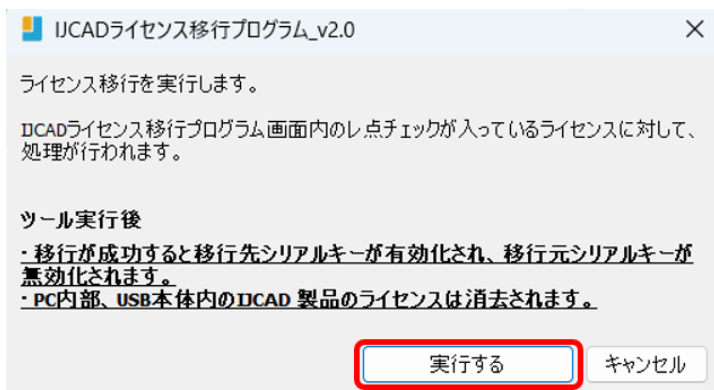 IJCADライセンス移行プログラム_v2.0
ライセンス移行を実行します。
IJCADライセンス移行プログラム画面内のレ点チェックが入っているライセンスに対して、
処理が行われます。
ツール実行後
・移行が成功すると移行先シリアルキーが有効化され、移行元シリアルキーが
無効化されます。
・PC内部、USB本体内のIJCAD 製品のライセンスは消去されます。
実行する
キャンセル